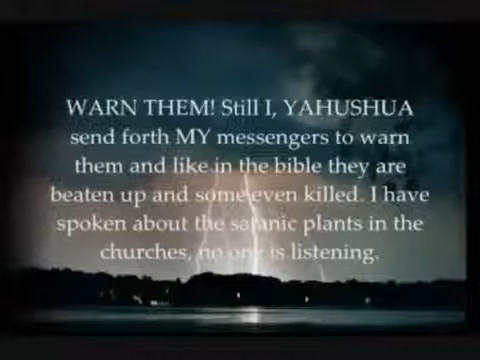 WARN THEM! Still I, YAHUSHUA
send forth MY messengers to warn
them and like in the bible they are
beaten up and some even killed. I have
spoken about the satanic plants in the
churches, no one is listening.